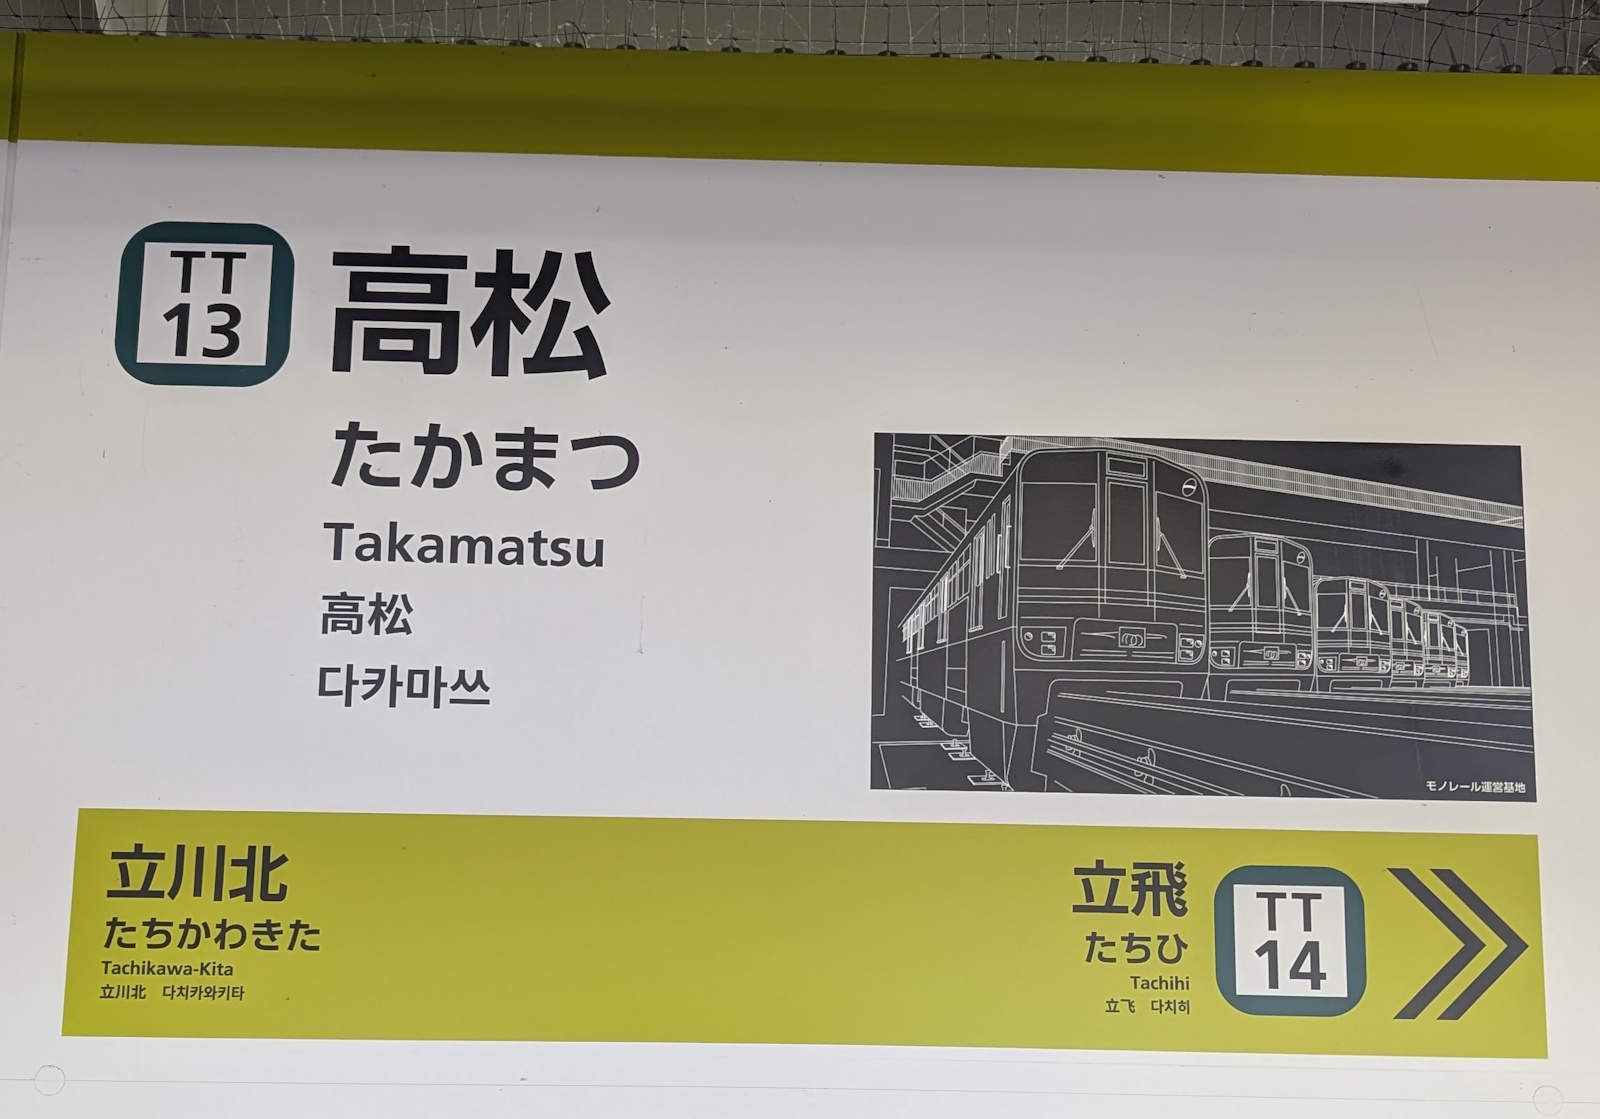 TT
13
高松
たかまつ
Takamatsu
高松
다카마쓰
モノレール運営基地
立川北
たちかわきた
Tachikawa-Kita
立川北 다치카와키타
立飛
たちひ
Tachihi
立飞 다치히
TT
14